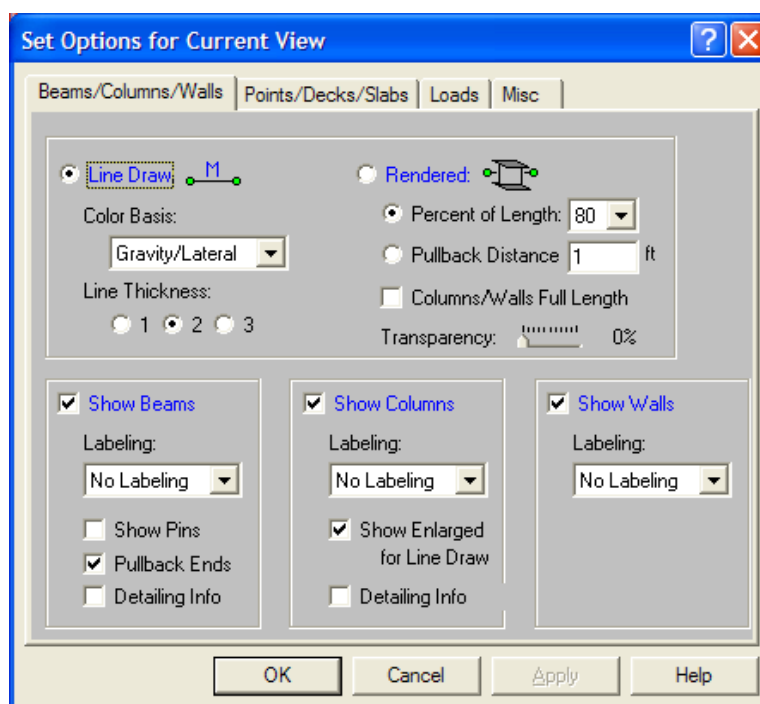 Set Options for Current View
Beams/Columns/Walls Points/Decks/Slabs Loads Misc
Line Draw M Rendered:
Color Basis: Percent of Length: 80
Gravity/Lateral Pullback Distance 1 ft
Line Thickness: Columns/Walls Full Length
1 2 3 Transparency: 0%
Show Beams Show Columns Show Walls
Labeling: Labeling: Labeling:
No Labeling No Labeling No Labeling
Show Pins Show Enlarged
Pullback Ends for Line Draw
Detailing Info Detailing Info
OK Cancel Apply Help